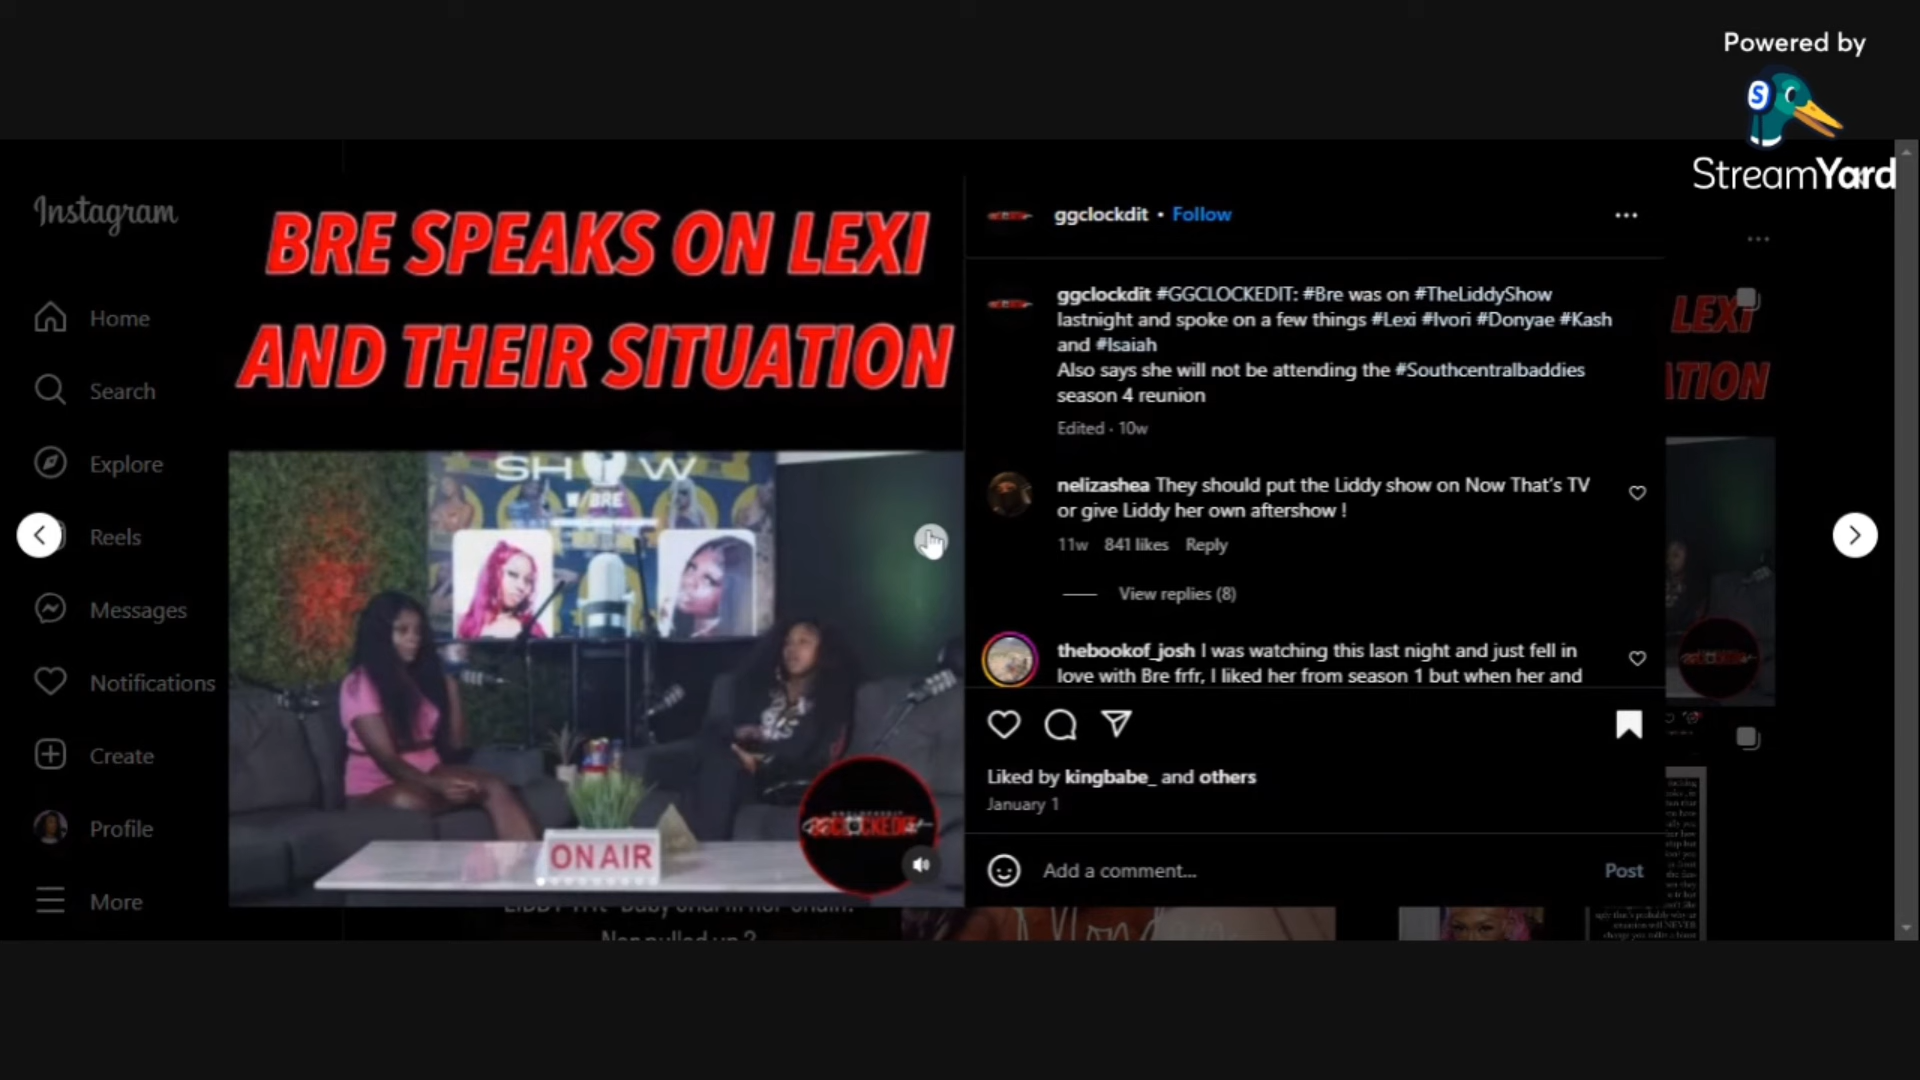 Powered by
StreamYard
Instagram
Home
Search
Explore
Reels
Messages
Notifications
Profile
Create
More
BRE SPEAKS ON LEXI
AND THEIR SITUATION
SHOW
W/BRE
ON AIR
GGCLOCKEDIT
ggclockdit • Follow
ggclockdit #GGCLOCKEDIT: #Bre was on #TheLiddyShow
lastnight and spoke on a few things #Lexi #Ivori #Donyae #Kash
and #Isaiah
Also says she will not be attending the #Southcentralbaddies
season 4 reunion
Edited · 10w
nelizashea They should put the Liddy show on Now That's TV
or give Liddy her own aftershow !
11w 841 likes Reply
View replies (8)
thebookof_josh I was watching this last night and just fell in
love with Bre frfr, I liked her from season 1 but when her and
Liked by kingbabe_ and others
January 1
Add a comment...
Post
LEXI
ATION